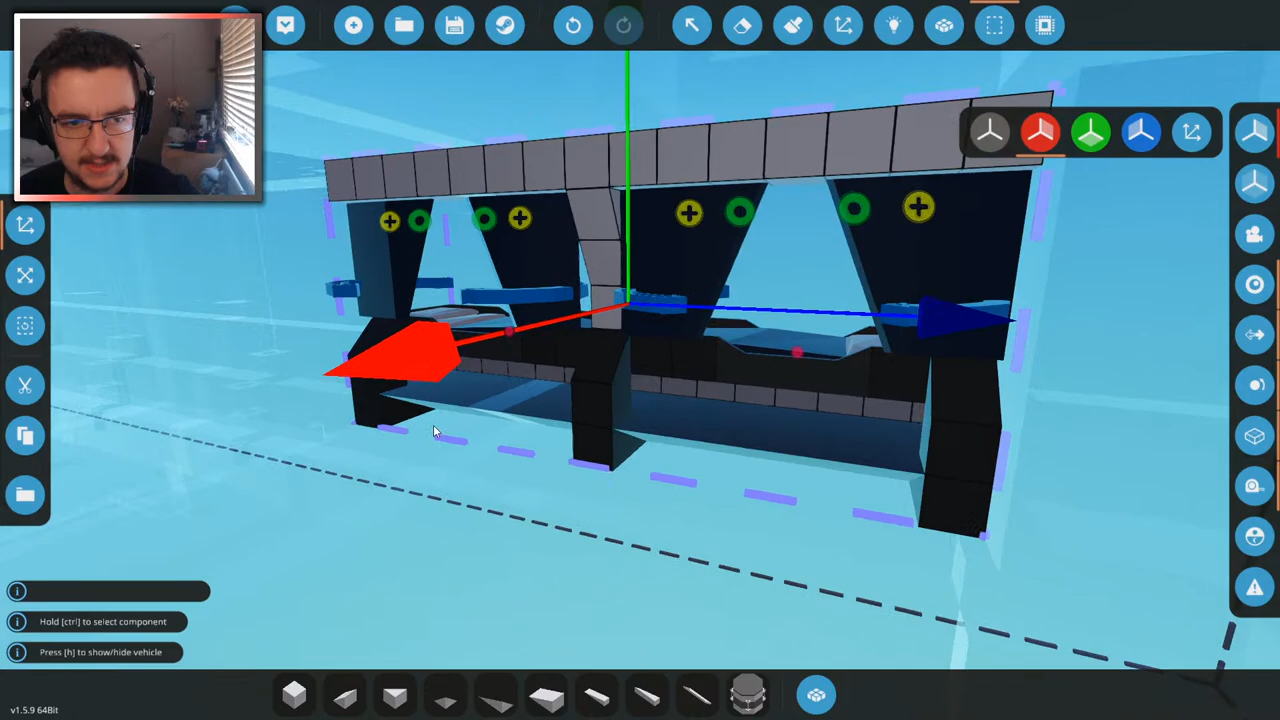 Hold [ctrl] to select component
Press [h] to show/hide vehicle
v1.5.9 64Bit